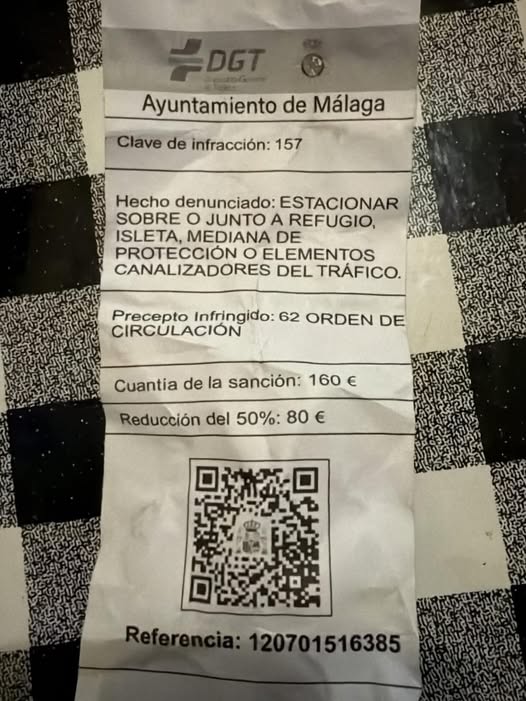 DGT
Ayuntamiento de Málaga
Clave de infracción: 157
Hecho denunciado: ESTACIONAR
SOBRE O JUNTO A REFUGIO,
ISLETA, MEDIANA DE
PROTECCIÓN O ELEMENTOS
CANALIZADORES DEL TRÁFICO.
Precepto Infringido: 62 ORDEN DE
CIRCULACIÓN
Cuantia de la sanción: 160 €
Reducción del 50%: 80 €
Referencia: 120701516385